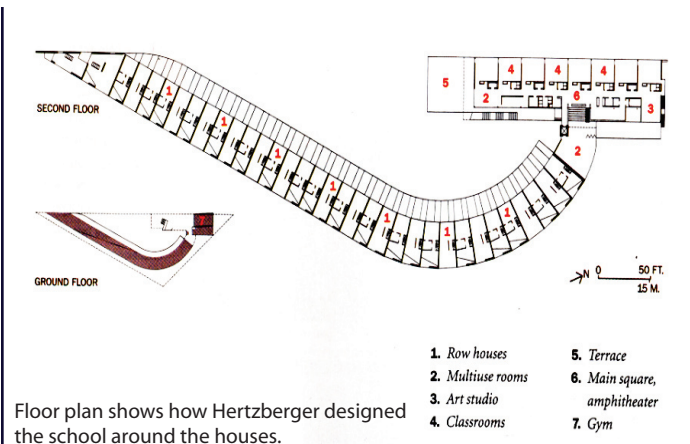 5
4
4
4
2
6
3
SECOND FLOOR
1
1
2
1
1
7
1
1
1
GROUND FLOOR
N 0 50 FT.
15 M.
1. Row houses
2. Multiuse rooms
3. Art studio
4. Classrooms
5. Terrace
6. Main square,
amphitheater
7. Gym
Floor plan shows how Hertzberger designed
the school around the houses.